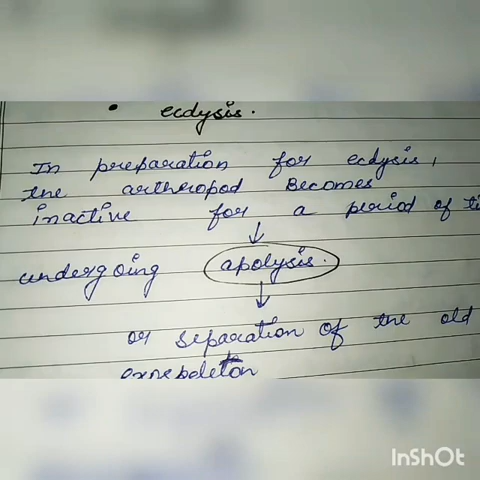 • ecdysis.
In preparation for ecdysis,
the arthropod becomes
inactive for a period of ti
↓
undergoing apolysis.
↓
or separation of the old
exoskeleton
InShOt